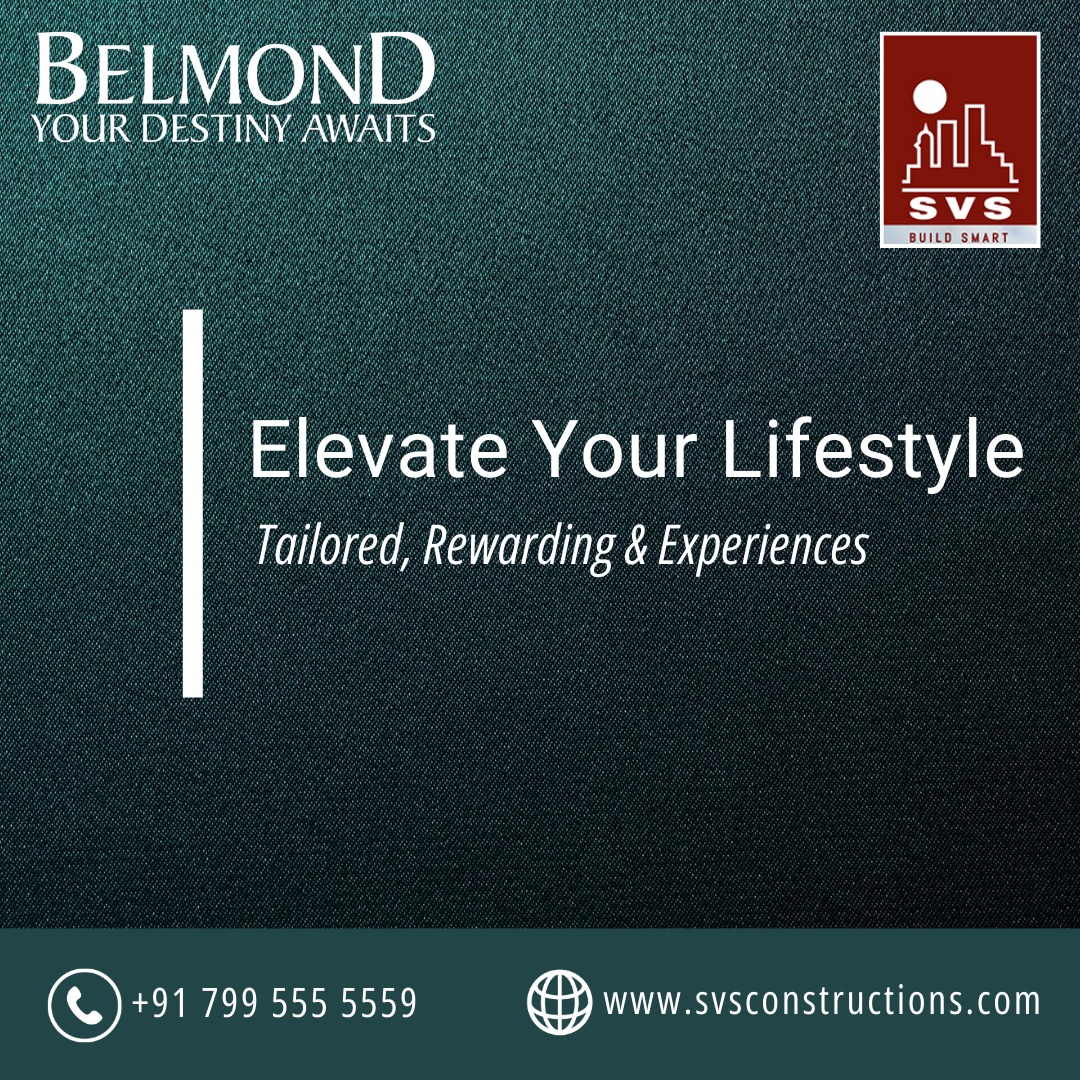 BELMOND
YOUR DESTINY AWAITS
SVS
BUILD SMART
Elevate Your Lifestyle
Tailored, Rewarding & Experiences
+91 799 555 5559
www.svsconstructions.com